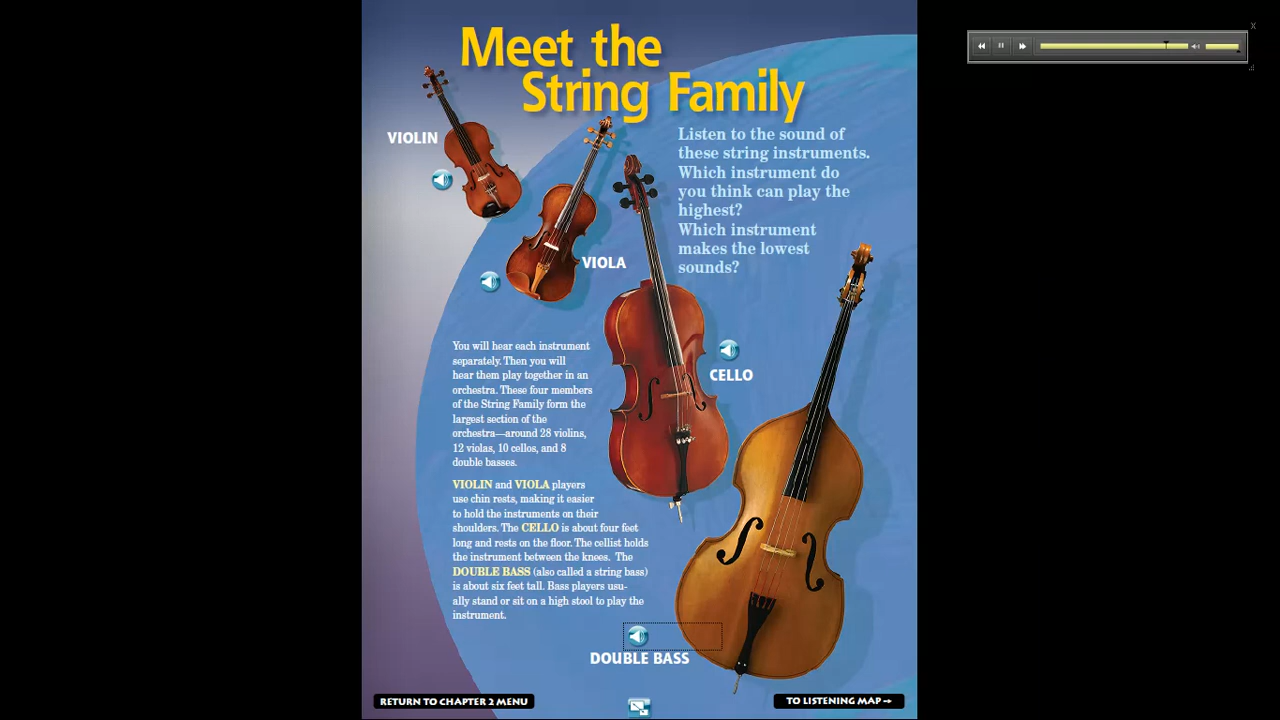 Meet the
String Family
VIOLIN
Listen to the sound of
these string instruments.
Which instrument do
you think can play the
highest?
Which instrument
makes the lowest
sounds?
VIOLA
You will hear each instrument
separately. Then you will
hear them play together in an
orchestra. These four members
of the String Family form the
largest section of the
orchestra—around 28 violins,
12 violas, 10 cellos, and 8
double basses.
CELLO
VIOLIN and VIOLA players
use chin rests, making it easier
to hold the instruments on their
shoulders. The CELLO is about four feet
long and rests on the floor. The cellist holds
the instrument between the knees. The
DOUBLE BASS (also called a string bass)
is about six feet tall. Bass players usu-
ally stand or sit on a high stool to play the
instrument.
DOUBLE BASS
RETURN TO CHAPTER 2 MENU
TO LISTENING MAP →